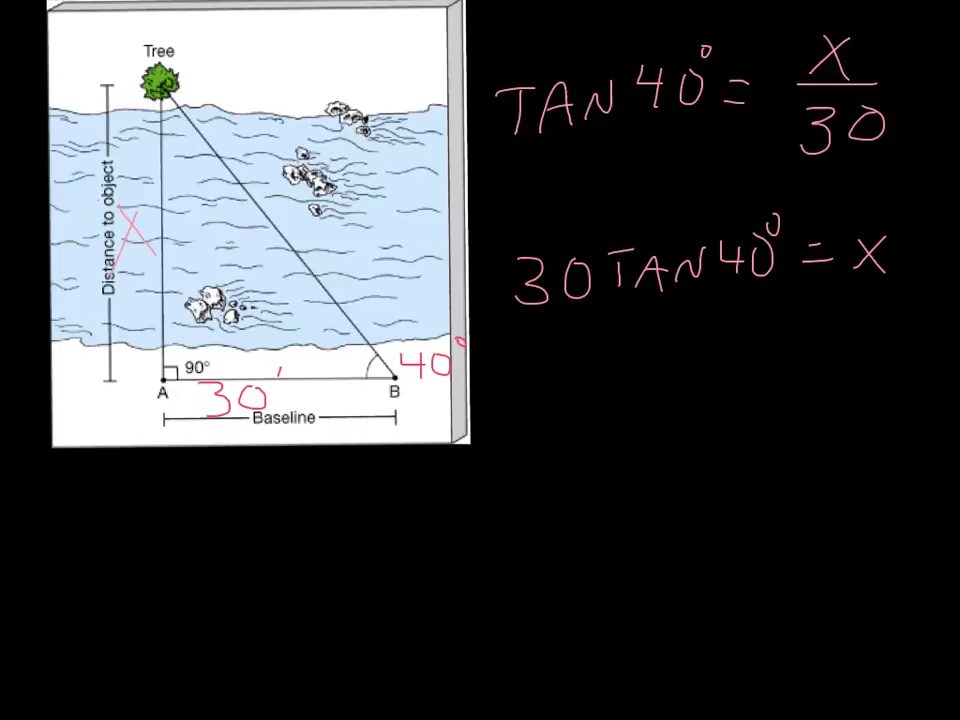 Tree
TAN 40° = X
30
Distance to object
X
30 TAN 40° = X
90°
40°
A
30'
B
Baseline